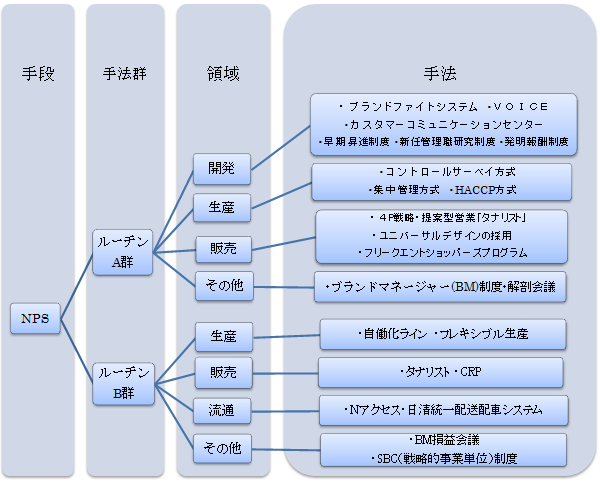 手段
手法群
領域
手法
NPS
ルーチン
A群
ルーチン
B群
開発
・ブランドファイトシステム ・VOICE
・カスタマーコミュニケーションセンター
・早期昇進制度・新任管理職研究制度・発明報酬制度
生産
・コントロールサーベイ方式
・集中管理方式 ・HACCP方式
販売
・４P戦略・提案型営業「タナリスト」
・ユニバーサルデザインの採用
・フリークエントショッパーズプログラム
その他
・ブランドマネージャー(BM)制度・解剖会議
生産
・自働化ライン ・フレキシブル生産
販売
・タナリスト・CRP
流通
・Nアクセス・日清統一配送配車システム
その他
・BM損益会議
・SBC(戦略的事業単位)制度